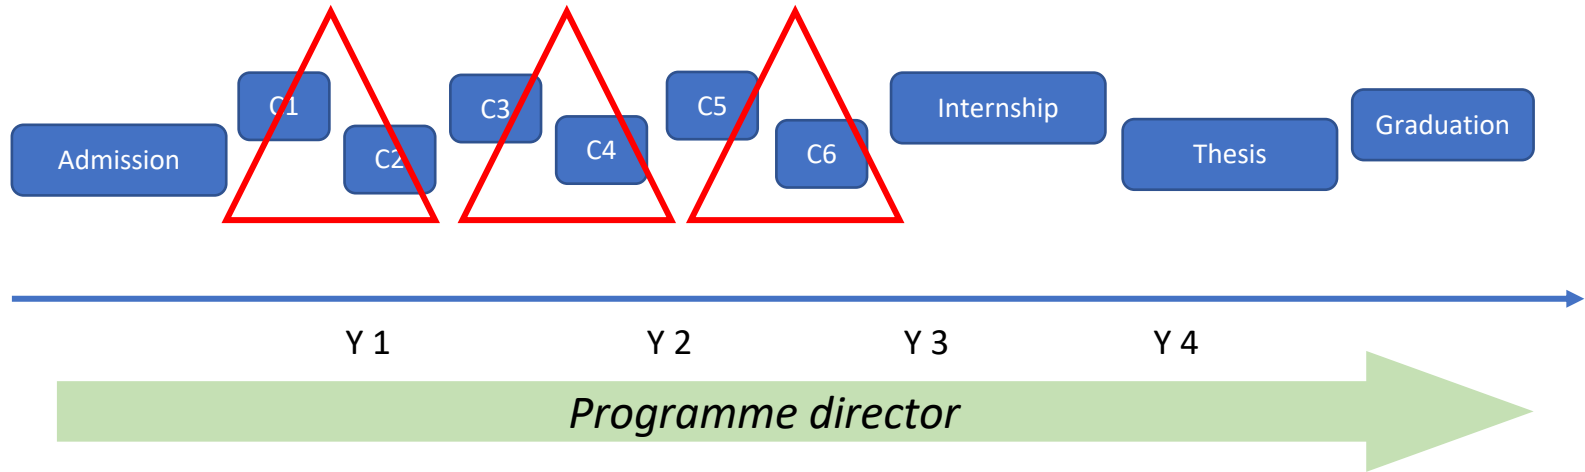 Admission
C1
C2
C3
C4
C5
C6
Internship
Thesis
Graduation
Y 1
Y 2
Y 3
Y 4
Programme director